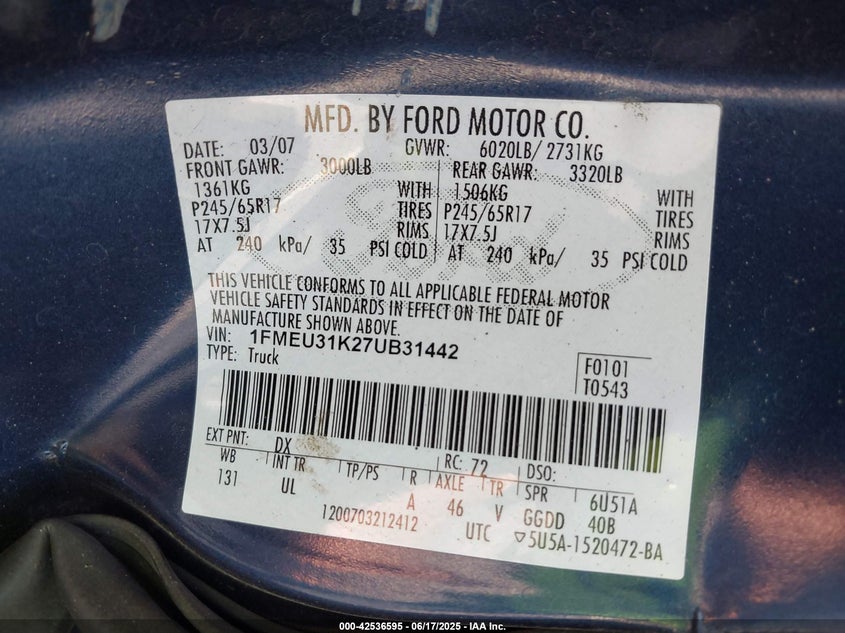 MFD. BY FORD MOTOR CO.
DATE: 03/07 GVWR: 6020LB/ 2731KG
FRONT GAWR: 3000LB REAR GAWR: 3320LB
1361KG WITH 1506KG WITH
P245/65R17 TIRES P245/65R17 TIRES
17X7.5J RIMS 17X7.5J RIMS
AT 240 kPa/ 35 PSI COLD AT 240 kPa/ 35 PSI COLD
THIS VEHICLE CONFORMS TO ALL APPLICABLE FEDERAL MOTOR
VEHICLE SAFETY STANDARDS IN EFFECT ON THE DATE OF
MANUFACTURE SHOWN ABOVE.
VIN: 1FMEU31K27UB31442
TYPE: Truck
F0101
T0543
EXT PNT: DX RC: 72 DSO:
WB INT TR TP/PS R AXLE TR SPR 6U51A
131 UL A 46 V GGDD 40B
1200703212412 UTC ▽5U5A-1520472-BA
000-42536595 - 06/17/2025 - IAA Inc.